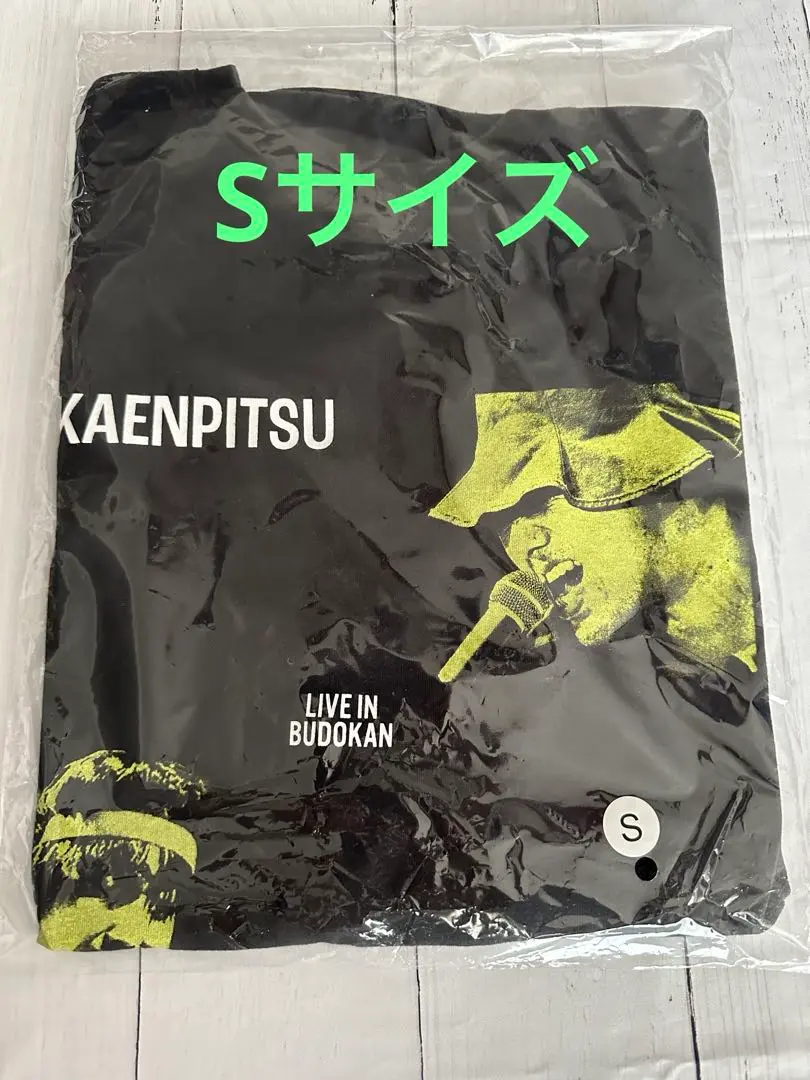 Sサイズ
KAENPITSU
LIVE IN
BUDOKAN
S